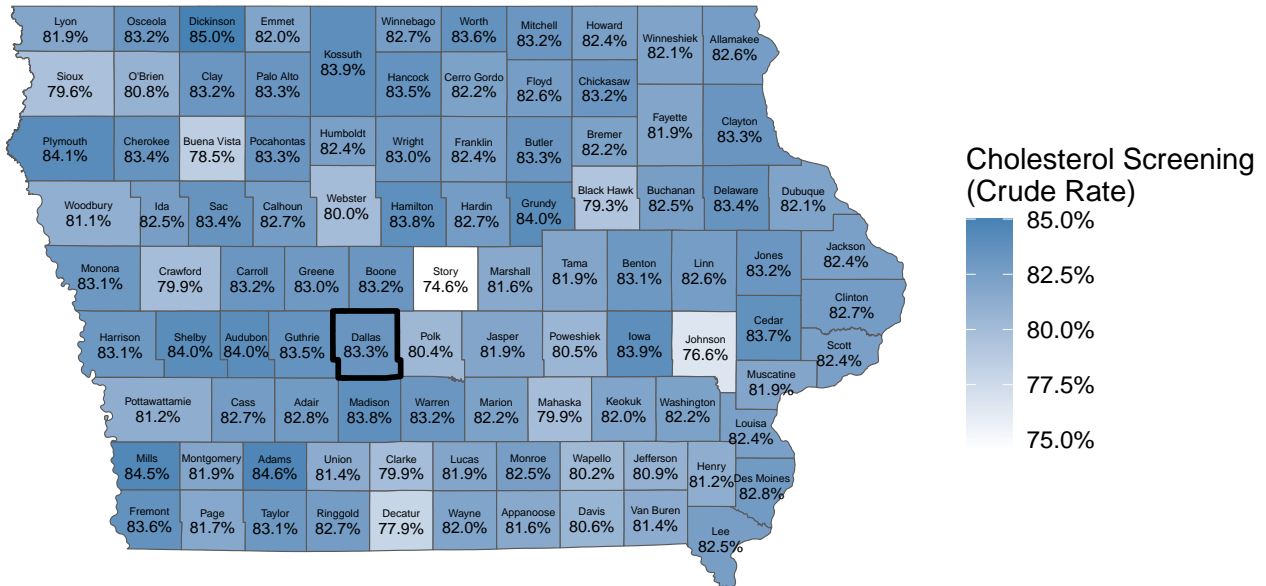 Lyon
81.9%
Osceola
83.2%
Dickinson
85.0%
Emmet
82.0%
Kossuth
83.9%
Winnebago
82.7%
Worth
83.6%
Mitchell
83.2%
Howard
82.4%
Winneshiek
82.1%
Allamakee
82.6%
Sioux
79.6%
O'Brien
80.8%
Clay
83.2%
Palo Alto
83.3%
Hancock
83.5%
Cerro Gordo
82.2%
Floyd
82.6%
Chickasaw
83.2%
Fayette
81.9%
Clayton
83.3%
Plymouth
84.1%
Cherokee
83.4%
Buena Vista
78.5%
Pocahontas
83.3%
Humboldt
82.4%
Wright
83.0%
Franklin
82.4%
Butler
83.3%
Bremer
82.2%
Woodbury
81.1%
Ida
82.5%
Sac
83.4%
Calhoun
82.7%
Webster
80.0%
Hamilton
83.8%
Hardin
82.7%
Grundy
84.0%
Black Hawk
79.3%
Buchanan
82.5%
Delaware
83.4%
Dubuque
82.1%
Monona
83.1%
Crawford
79.9%
Carroll
83.2%
Greene
83.0%
Boone
83.2%
Story
74.6%
Marshall
81.6%
Tama
81.9%
Benton
83.1%
Linn
82.6%
Jones
83.2%
Jackson
82.4%
Clinton
82.7%
Harrison
83.1%
Shelby
84.0%
Audubon
84.0%
Guthrie
83.5%
Dallas
83.3%
Polk
80.4%
Jasper
81.9%
Poweshiek
80.5%
Iowa
83.9%
Johnson
76.6%
Cedar
83.7%
Scott
82.4%
Muscatine
81.9%
Pottawattamie
81.2%
Cass
82.7%
Adair
82.8%
Madison
83.8%
Warren
83.2%
Marion
82.2%
Mahaska
79.9%
Keokuk
82.0%
Washington
82.2%
Louisa
82.4%
Mills
84.5%
Montgomery
81.9%
Adams
84.6%
Union
81.4%
Clarke
79.9%
Lucas
81.9%
Monroe
82.5%
Wapello
80.2%
Jefferson
80.9%
Henry
81.2%
Des Moines
82.8%
Fremont
83.6%
Page
81.7%
Taylor
83.1%
Ringgold
82.7%
Decatur
77.9%
Wayne
82.0%
Appanoose
81.6%
Davis
80.6%
Van Buren
81.4%
Lee
82.5%
Cholesterol Screening
(Crude Rate)
85.0%
82.5%
80.0%
77.5%
75.0%